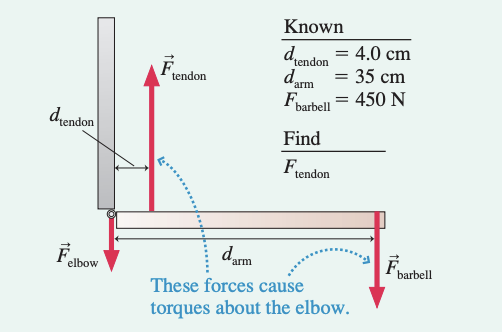 Known
d_tendon = 4.0 cm
d_arm = 35 cm
F_barbell = 450 N
Find
F_tendon
F⃗_tendon
d_tendon
F⃗_elbow
d_arm
F⃗_barbell
These forces cause
torques about the elbow.